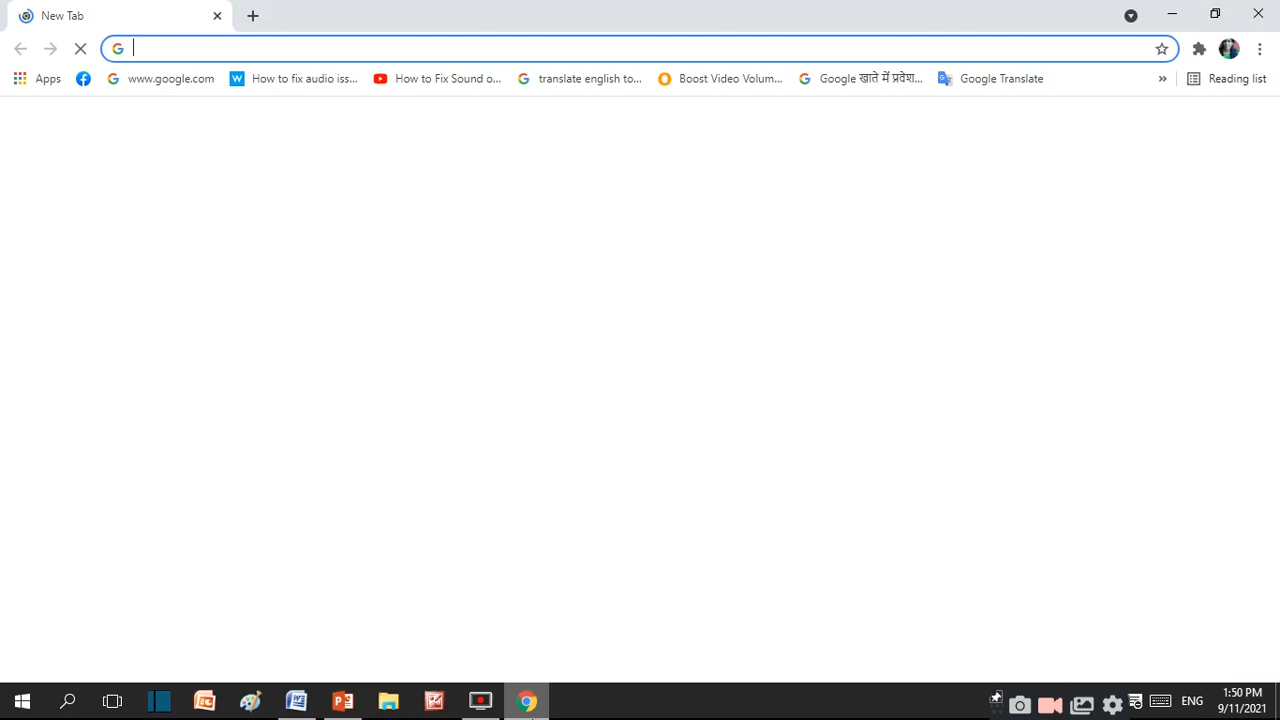 New Tab
Apps www.google.com How to fix audio iss... How to Fix Sound o... translate english to... Boost Video Volum... Google खाते में प्रवेश... Google Translate » Reading list
ENG 1:50 PM
9/11/2021